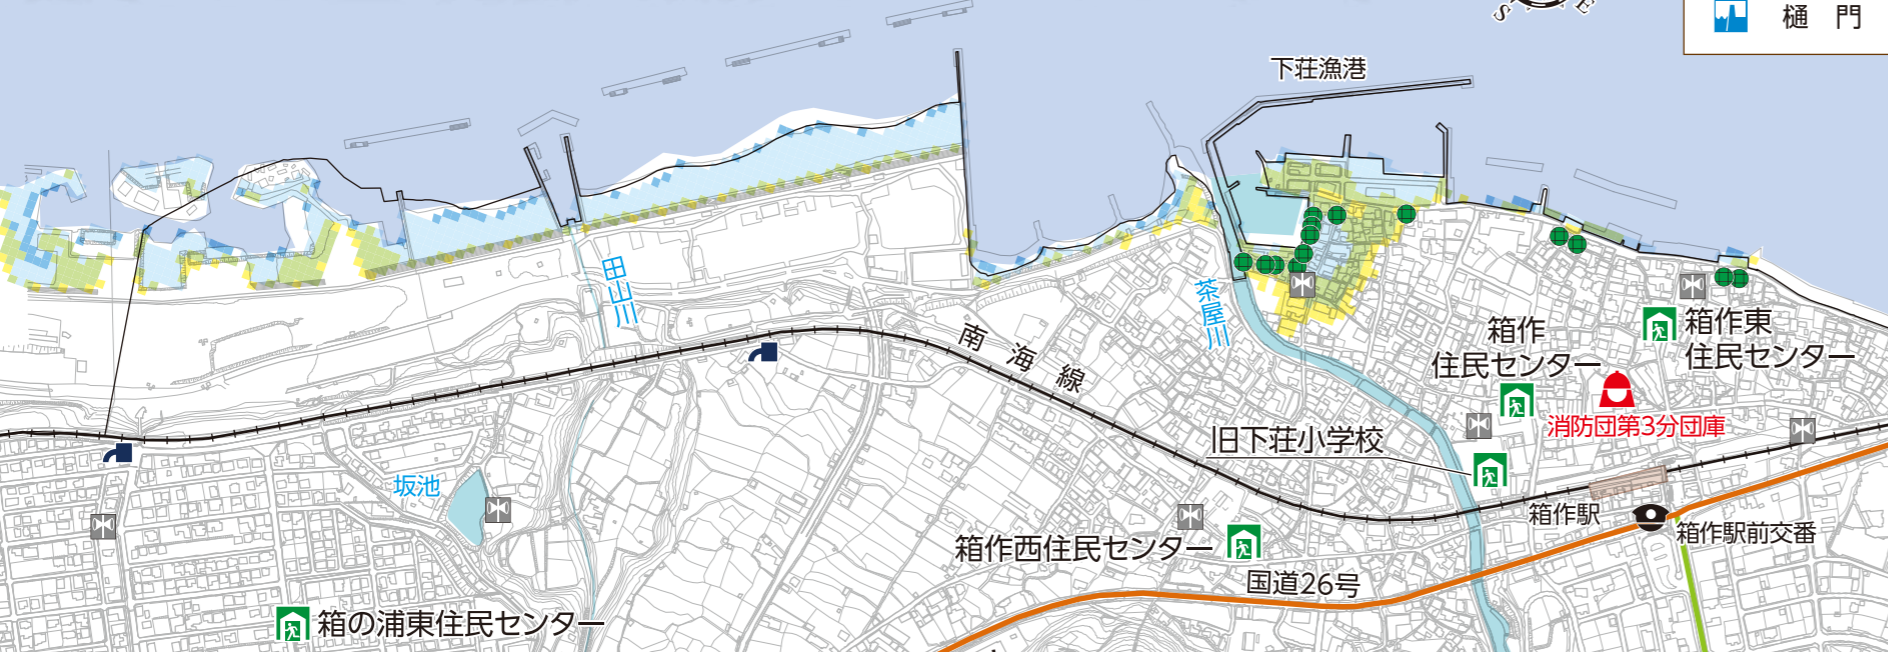 S
E
樋 門
下荘漁港
田山川
茶屋川
南海線
箱作
住民センター
箱作東
住民センター
消防団第3分団庫
旧下荘小学校
坂池
箱作駅
箱作駅前交番
箱作西住民センター
国道26号
箱の浦東住民センター